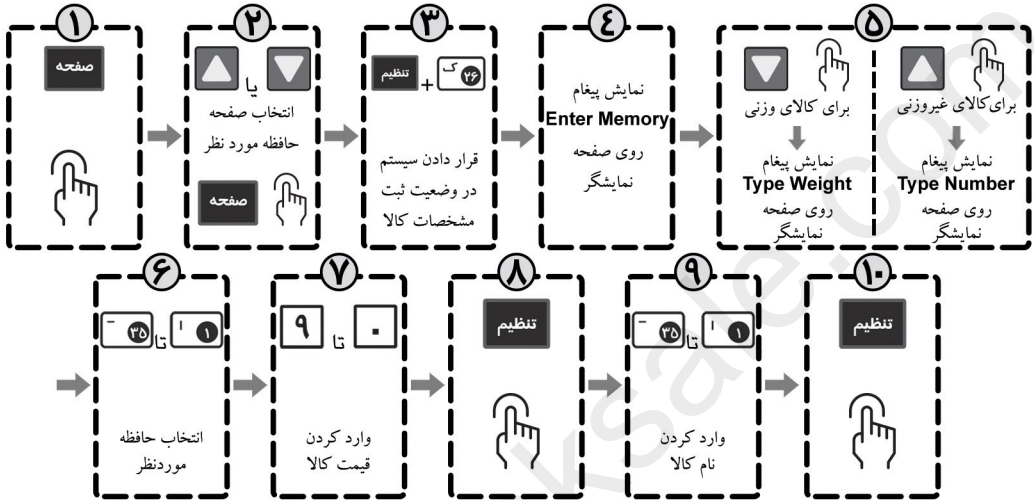 ۱
صفحه
۲
یا
انتخاب صفحه
حافظه مورد نظر
صفحه
۳
تنظیم + ۲۶ ک
قرار دادن سیستم
در وضعیت ثبت
مشخصات کالا
٤
نمایش پیغام
Enter Memory
روی صفحه
نمایشگر
۵
برای کالای وزنی
نمایش پیغام
Type Weight
روی صفحه
نمایشگر
برای کالای غیروزنی
نمایش پیغام
Type Number
روی صفحه
نمایشگر
۶
۱ ا تا ۳۵ -
انتخاب حافظه
موردنظر
۷
۰ تا ۹
وارد کردن
قیمت کالا
۸
تنظیم
۹
۱ ا تا ۳۵ -
وارد کردن
نام کالا
۱۰
تنظیم
ksale.com